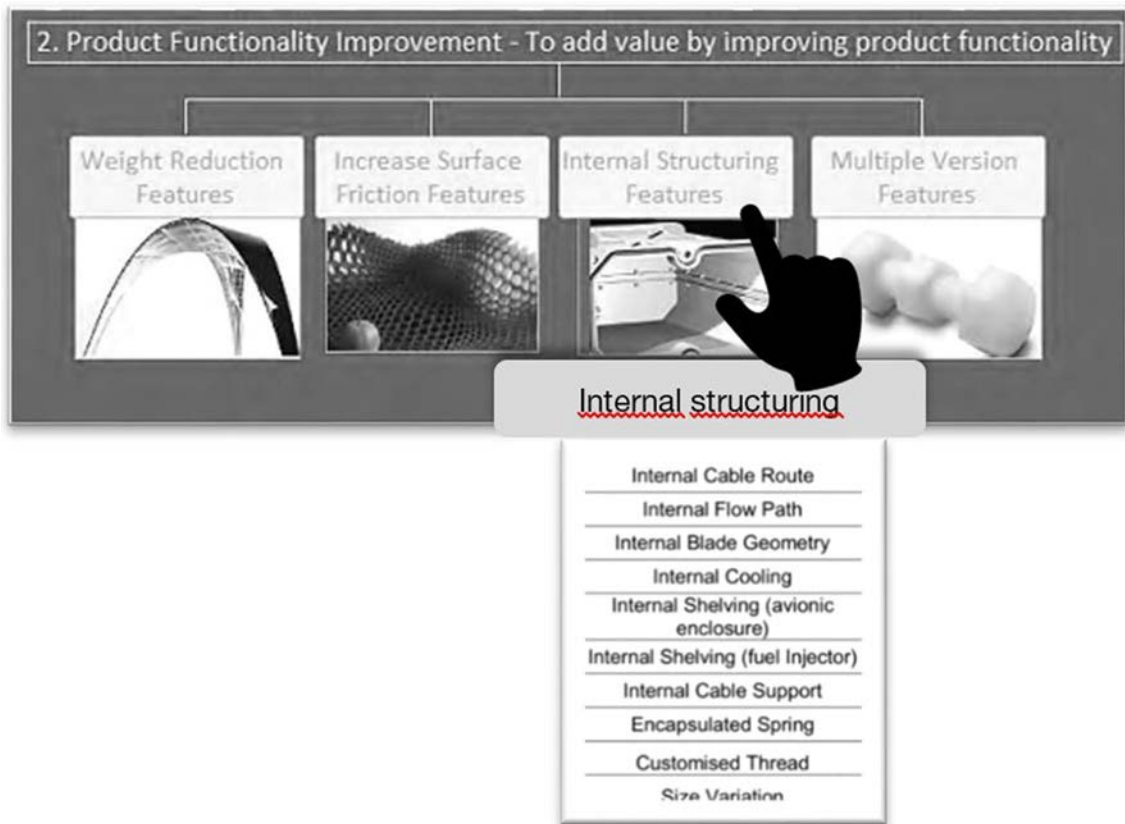 2. Product Functionality Improvement - To add value by improving product functionality
Weight Reduction
Features
Increase Surface
Friction Features
Internal Structuring
Features
Multiple Version
Features
Internal structuring
Internal Cable Route
Internal Flow Path
Internal Blade Geometry
Internal Cooling
Internal Shelving (avionic
enclosure)
Internal Shelving (fuel Injector)
Internal Cable Support
Encapsulated Spring
Customised Thread
Size Variation